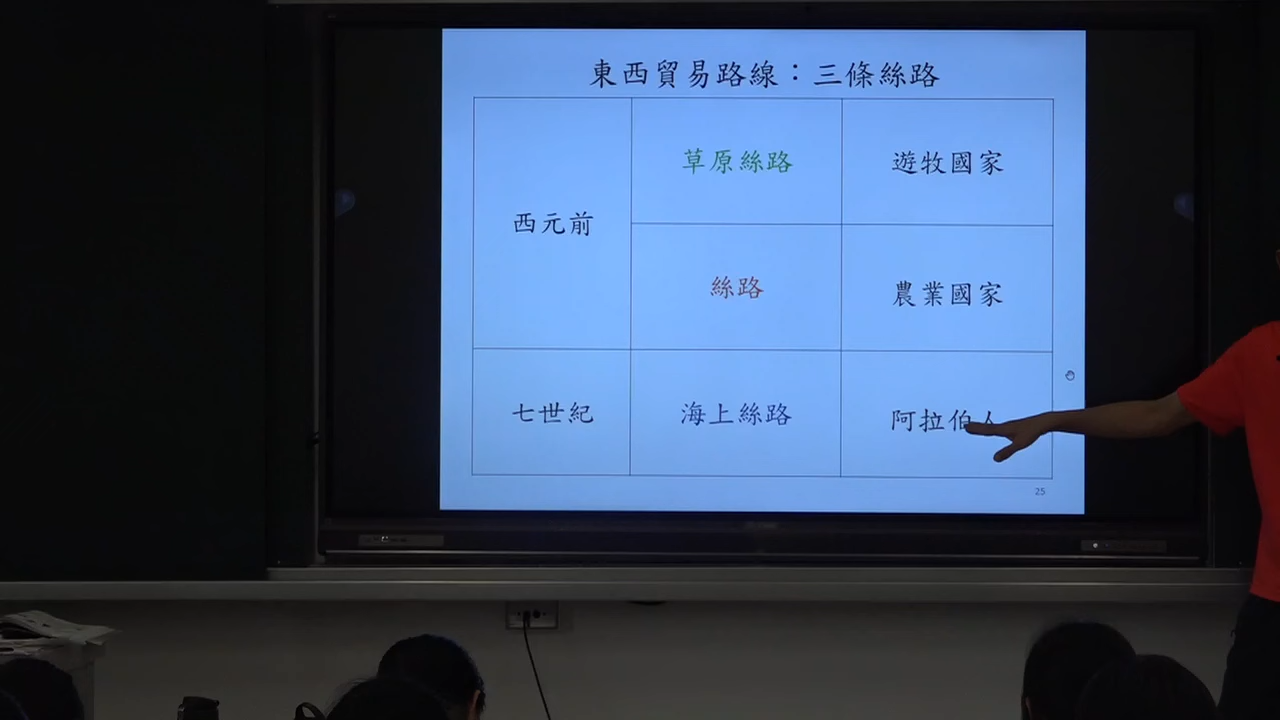 東西貿易路線：三條絲路
西元前
草原絲路
遊牧國家
絲路
農業國家
七世紀
海上絲路
阿拉伯人
25